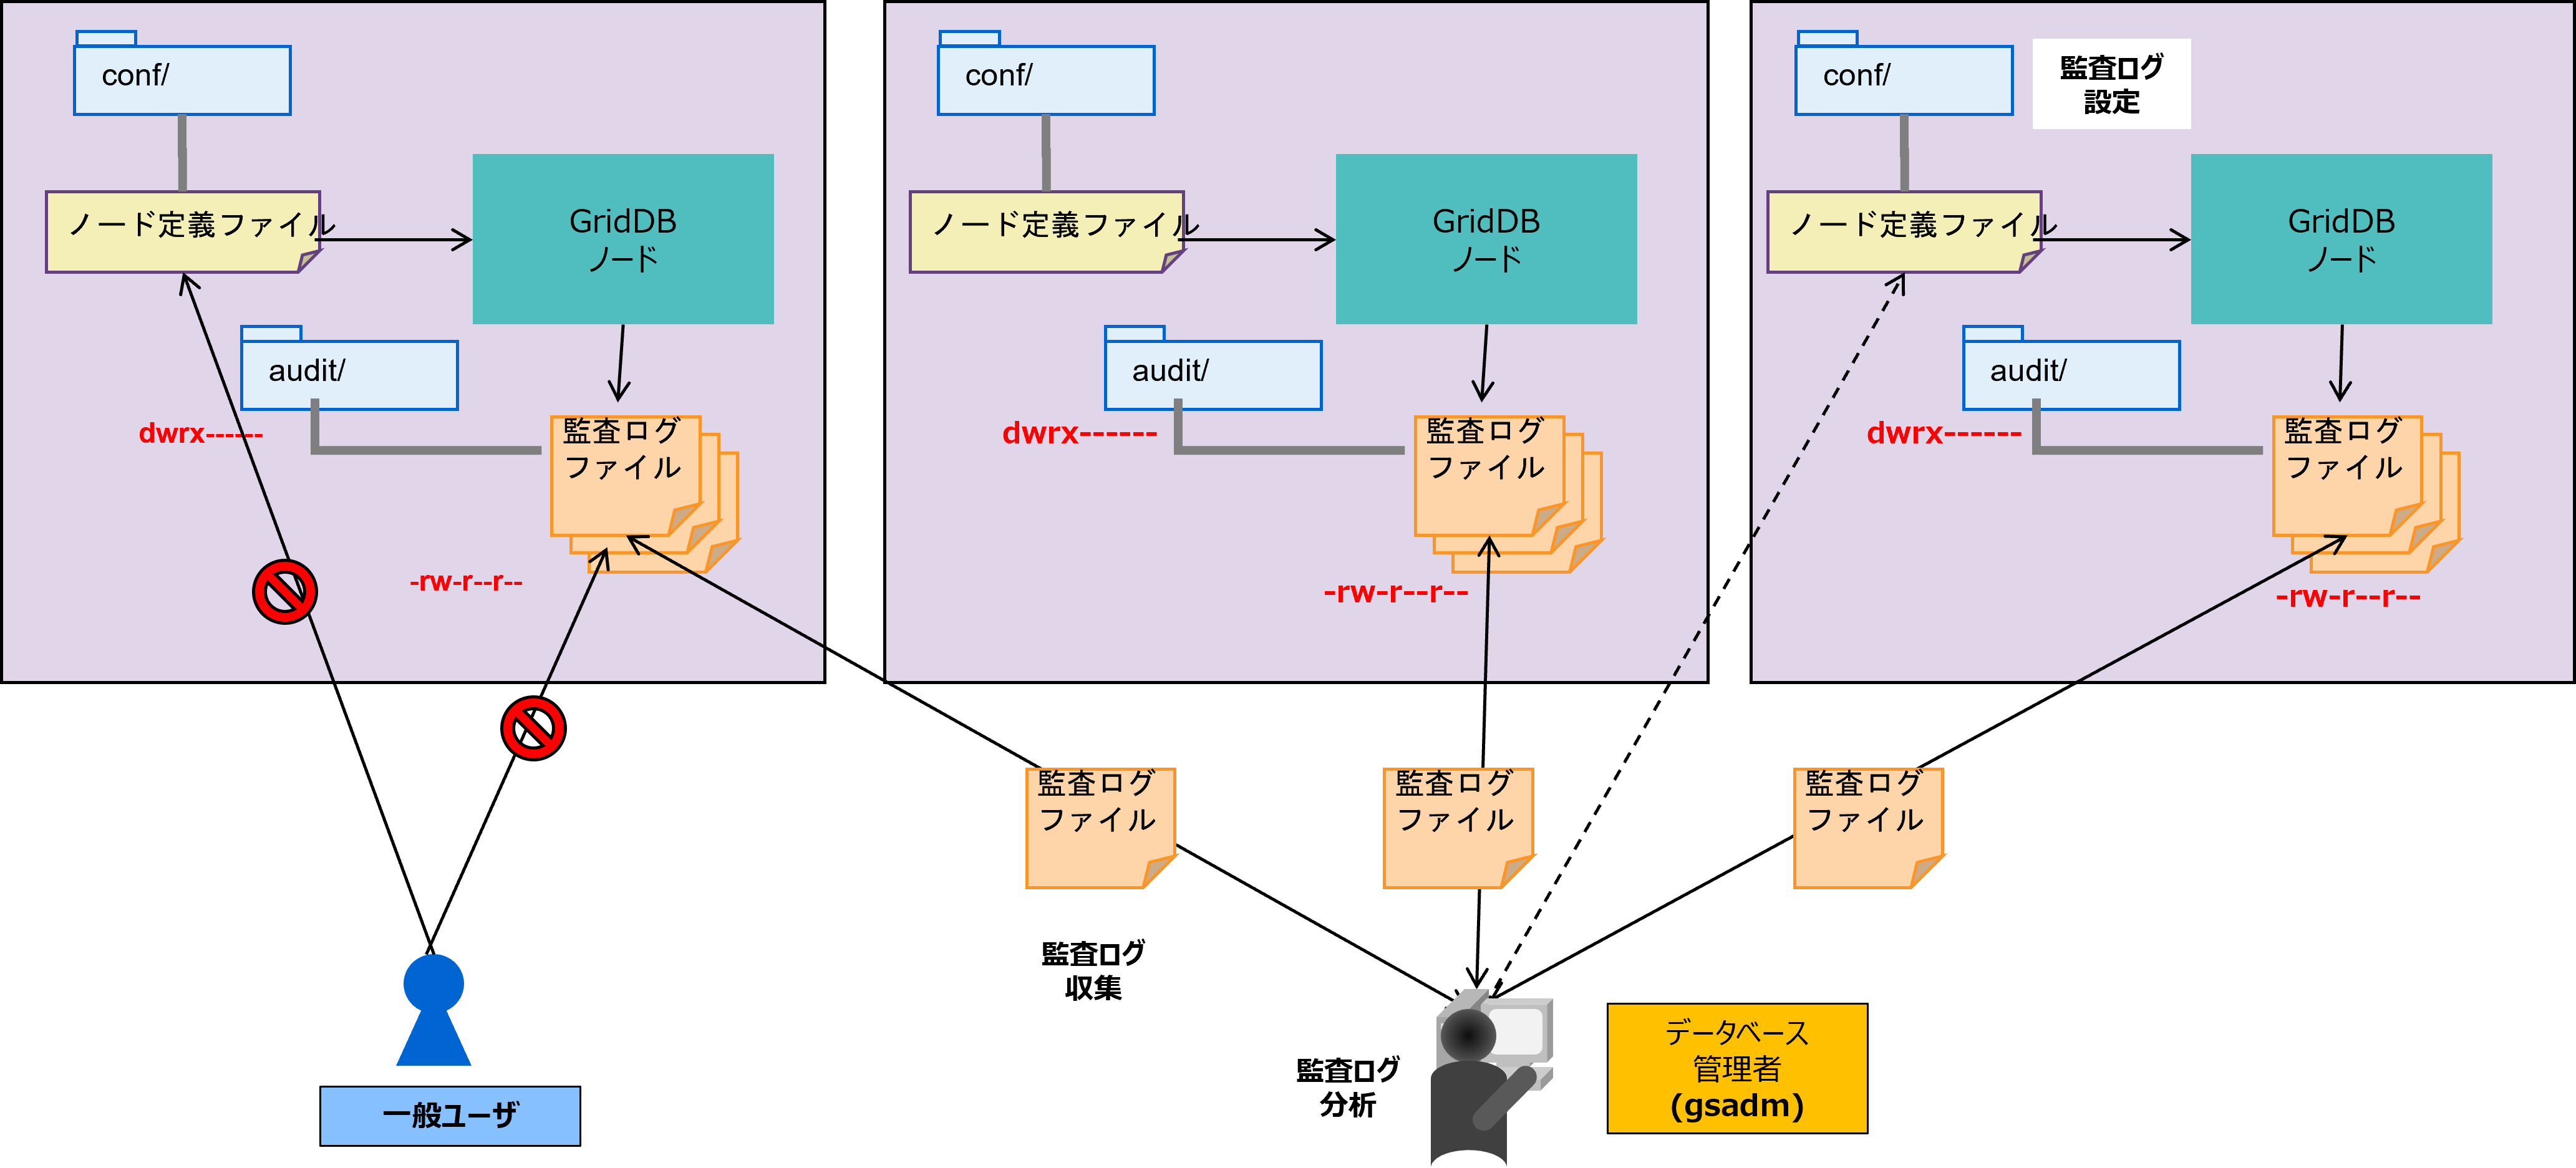 conf/
ノード定義ファイル
GridDB
ノード
audit/
dwrx------
監査ログ
ファイル
-rw-r--r--
conf/
ノード定義ファイル
GridDB
ノード
audit/
dwrx------
監査ログ
ファイル
-rw-r--r--
conf/
監査ログ
設定
ノード定義ファイル
GridDB
ノード
audit/
dwrx------
監査ログ
ファイル
-rw-r--r--
監査ログ
ファイル
監査ログ
ファイル
監査ログ
ファイル
監査ログ
収集
監査ログ
分析
データベース
管理者
(gsadm)
一般ユーザ